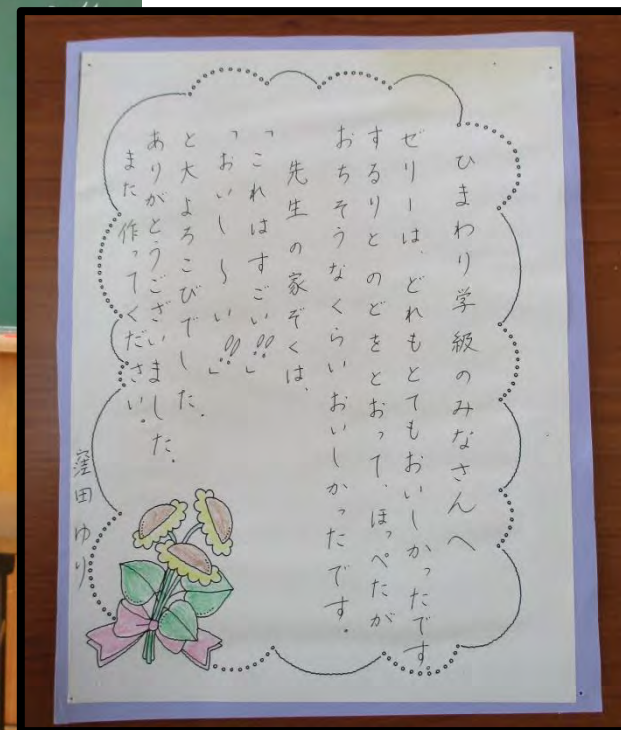 ひまわり学級のみなさんへ
ゼリーは、どれもとてもおいしかったです。
するりとのどをとおって、ほっぺたが
おちそうなくらいおいしかったです。
先生の家ぞくは、
「これはすごい!!」
「おいし〜い!!」
と大よろこびでした。
ありがとうございました。
また作ってください。
窪田ゆり